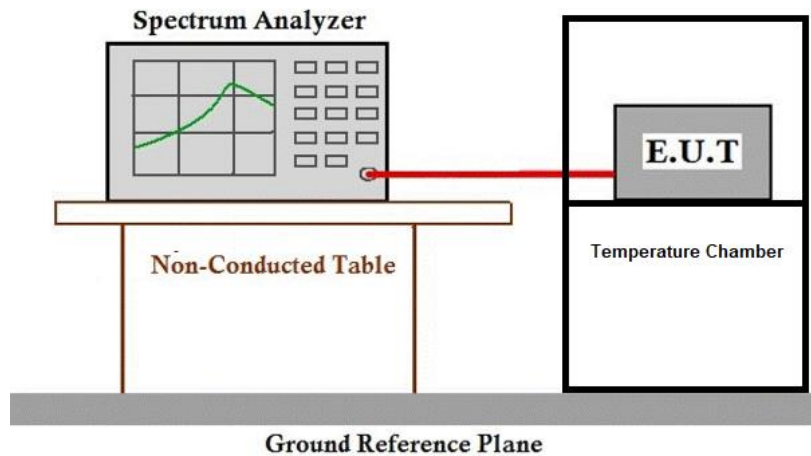 Spectrum Analyzer
E.U.T
Temperature Chamber
Non-Conducted Table
Ground Reference Plane